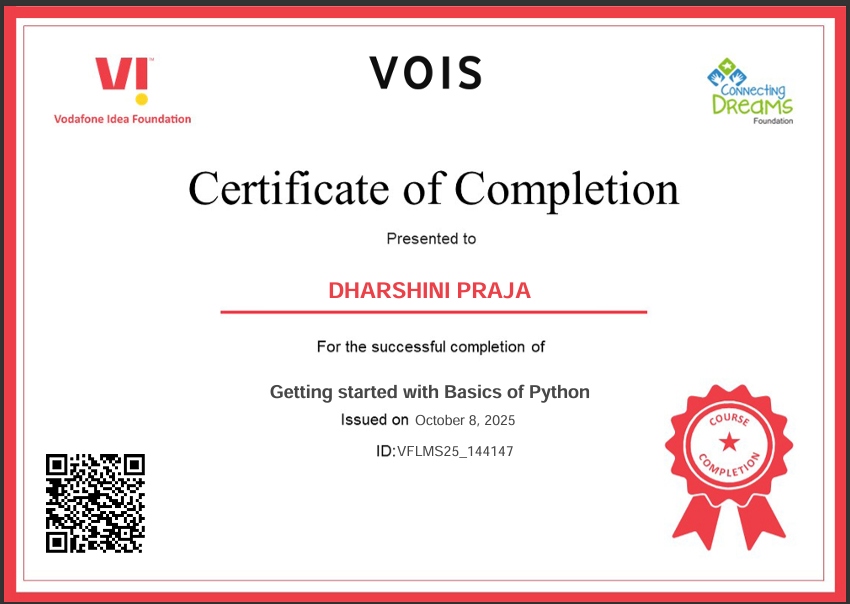 VI™
Vodafone Idea Foundation
VOIS
Connecting
Dreams
Foundation
Certificate of Completion
Presented to
DHARSHINI PRAJA
For the successful completion of
Getting started with Basics of Python
Issued on October 8, 2025
ID:VFLMS25_144147
COURSE
COMPLETION